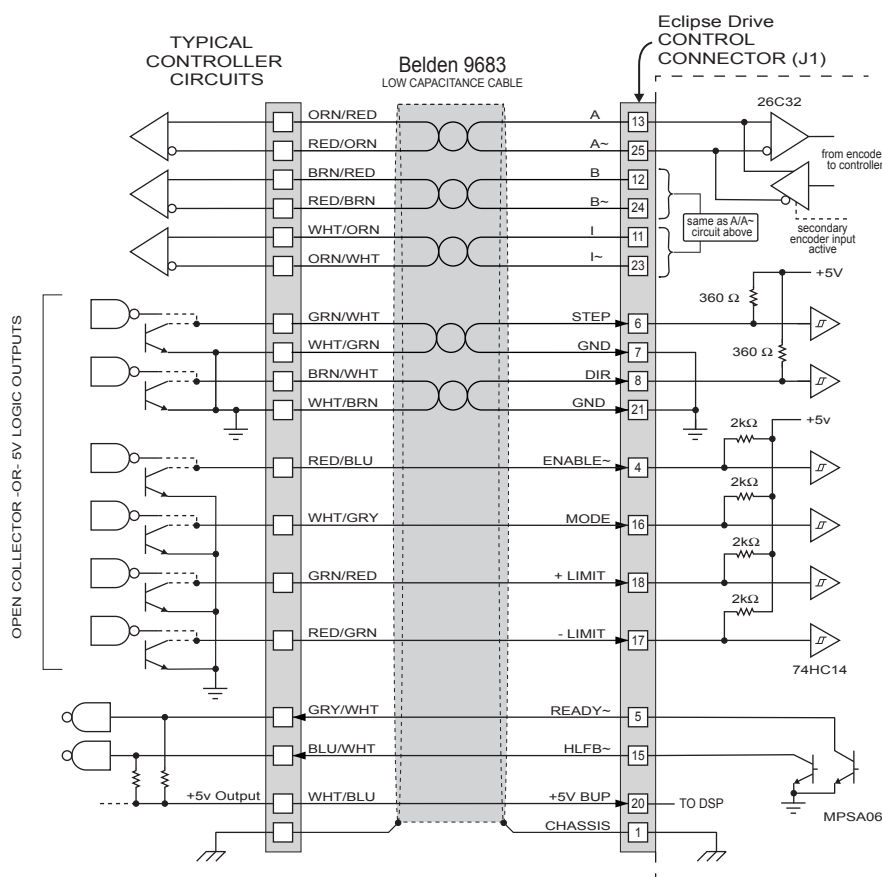 Eclipse Drive
CONTROL
CONNECTOR (J1)
TYPICAL
CONTROLLER
CIRCUITS
Belden 9683
LOW CAPACITANCE CABLE
26C32
ORN/RED A 13
RED/ORN A~ 25
from encode
to controller
BRN/RED B 12
RED/BRN B~ 24
same as A/A~
circuit above
secondary
encoder input
active
WHT/ORN I 11
ORN/WHT I~ 23
+5V
360 Ω
GRN/WHT STEP 6
WHT/GRN GND 7
360 Ω
BRN/WHT DIR 8
WHT/BRN GND 21
+5v
2kΩ
RED/BLU ENABLE~ 4
2kΩ
WHT/GRY MODE 16
2kΩ
GRN/RED + LIMIT 18
2kΩ
RED/GRN - LIMIT 17
74HC14
OPEN COLLECTOR -OR- 5V LOGIC OUTPUTS
GRY/WHT READY~ 5
BLU/WHT HLFB~ 15
+5v Output WHT/BLU +5V BUP 20 TO DSP
MPSA06
CHASSIS 1